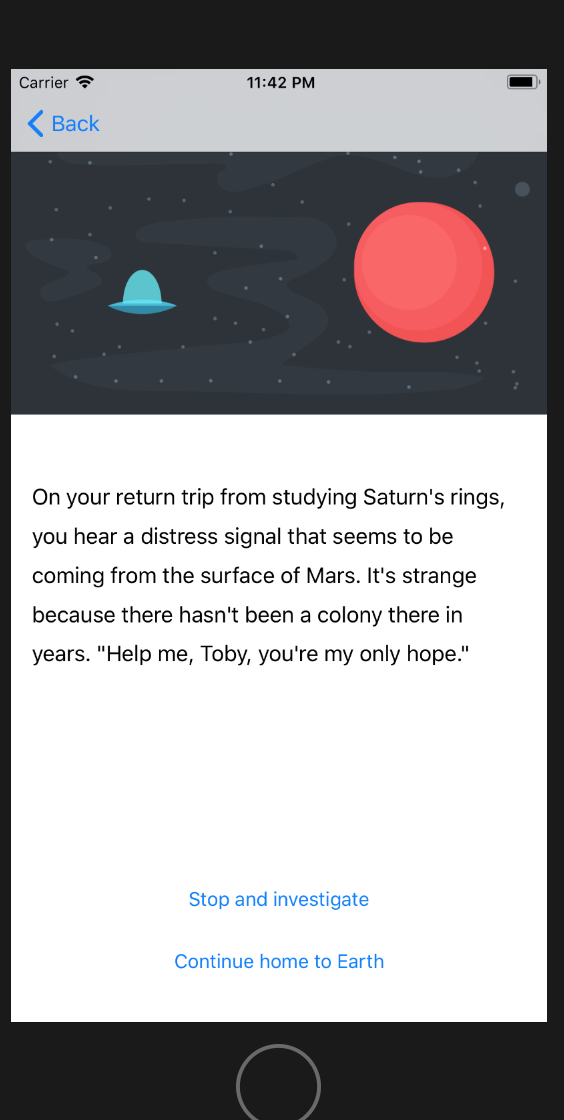 Carrier
11:42 PM
Back
On your return trip from studying Saturn's rings,
you hear a distress signal that seems to be
coming from the surface of Mars. It's strange
because there hasn't been a colony there in
years. "Help me, Toby, you're my only hope."
Stop and investigate
Continue home to Earth